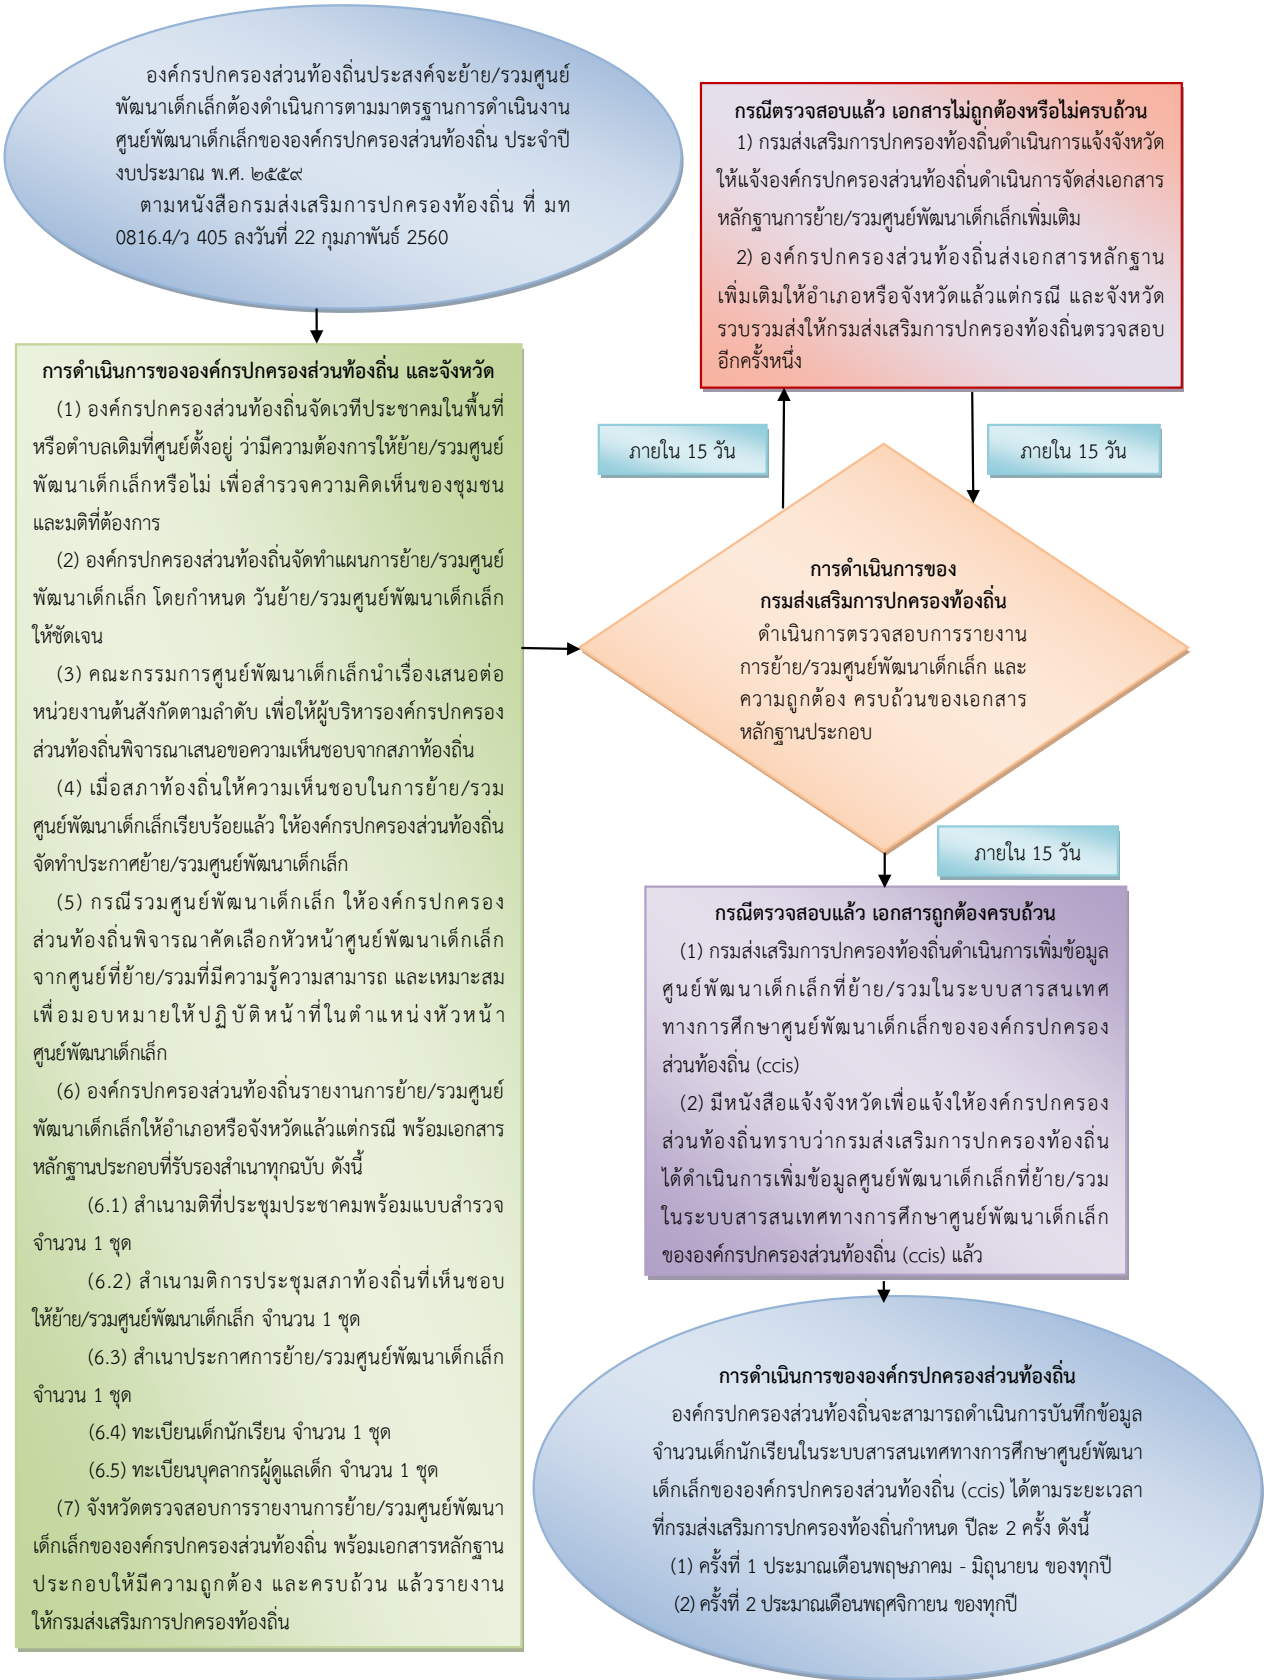 องค์กรปกครองส่วนท้องถิ่นประสงค์จะย้าย/รวมศูนย์
พัฒนาเด็กเล็กต้องดำเนินการตามมาตรฐานการดำเนินงาน
ศูนย์พัฒนาเด็กเล็กขององค์กรปกครองส่วนท้องถิ่น ประจำปี
งบประมาณ พ.ศ. ๒๕๕๙
ตามหนังสือกรมส่งเสริมการปกครองท้องถิ่น ที่ มท
0816.4/ว 405 ลงวันที่ 22 กุมภาพันธ์ 2560
การดำเนินการขององค์กรปกครองส่วนท้องถิ่น และจังหวัด
(1) องค์กรปกครองส่วนท้องถิ่นจัดเวทีประชาคมในพื้นที่
หรือตำบลเดิมที่ศูนย์ตั้งอยู่ ว่ามีความต้องการให้ย้าย/รวมศูนย์
พัฒนาเด็กเล็กหรือไม่ เพื่อสำรวจความคิดเห็นของชุมชน
และมติที่ต้องการ
(2) องค์กรปกครองส่วนท้องถิ่นจัดทำแผนการย้าย/รวมศูนย์
พัฒนาเด็กเล็ก โดยกำหนด วันย้าย/รวมศูนย์พัฒนาเด็กเล็ก
ให้ชัดเจน
(3) คณะกรรมการศูนย์พัฒนาเด็กเล็กนำเรื่องเสนอต่อ
หน่วยงานต้นสังกัดตามลำดับ เพื่อให้ผู้บริหารองค์กรปกครอง
ส่วนท้องถิ่นพิจารณาเสนอขอความเห็นชอบจากสภาท้องถิ่น
(4) เมื่อสภาท้องถิ่นให้ความเห็นชอบในการย้าย/รวม
ศูนย์พัฒนาเด็กเล็กเรียบร้อยแล้ว ให้องค์กรปกครองส่วนท้องถิ่น
จัดทำประกาศย้าย/รวมศูนย์พัฒนาเด็กเล็ก
(5) กรณีรวมศูนย์พัฒนาเด็กเล็ก ให้องค์กรปกครอง
ส่วนท้องถิ่นพิจารณาคัดเลือกหัวหน้าศูนย์พัฒนาเด็กเล็ก
จากศูนย์ที่ย้าย/รวมที่มีความรู้ความสามารถ และเหมาะสม
เพื่อมอบหมายให้ปฏิบัติหน้าที่ในตำแหน่งหัวหน้า
ศูนย์พัฒนาเด็กเล็ก
(6) องค์กรปกครองส่วนท้องถิ่นรายงานการย้าย/รวมศูนย์
พัฒนาเด็กเล็กให้อำเภอหรือจังหวัดแล้วแต่กรณี พร้อมเอกสาร
หลักฐานประกอบที่รับรองสำเนาทุกฉบับ ดังนี้
(6.1) สำเนามติที่ประชุมประชาคมพร้อมแบบสำรวจ
จำนวน 1 ชุด
(6.2) สำเนามติการประชุมสภาท้องถิ่นที่เห็นชอบ
ให้ย้าย/รวมศูนย์พัฒนาเด็กเล็ก จำนวน 1 ชุด
(6.3) สำเนาประกาศการย้าย/รวมศูนย์พัฒนาเด็กเล็ก
จำนวน 1 ชุด
(6.4) ทะเบียนเด็กนักเรียน จำนวน 1 ชุด
(6.5) ทะเบียนบุคลากรผู้ดูแลเด็ก จำนวน 1 ชุด
(7) จังหวัดตรวจสอบการรายงานการย้าย/รวมศูนย์พัฒนา
เด็กเล็กขององค์กรปกครองส่วนท้องถิ่น พร้อมเอกสารหลักฐาน
ประกอบให้มีความถูกต้อง และครบถ้วน แล้วรายงาน
ให้กรมส่งเสริมการปกครองท้องถิ่น
กรณีตรวจสอบแล้ว เอกสารไม่ถูกต้องหรือไม่ครบถ้วน
1) กรมส่งเสริมการปกครองท้องถิ่นดำเนินการแจ้งจังหวัด
ให้แจ้งองค์กรปกครองส่วนท้องถิ่นดำเนินการจัดส่งเอกสาร
หลักฐานการย้าย/รวมศูนย์พัฒนาเด็กเล็กเพิ่มเติม
2) องค์กรปกครองส่วนท้องถิ่นส่งเอกสารหลักฐาน
เพิ่มเติมให้อำเภอหรือจังหวัดแล้วแต่กรณี และจังหวัด
รวบรวมส่งให้กรมส่งเสริมการปกครองท้องถิ่นตรวจสอบ
อีกครั้งหนึ่ง
ภายใน 15 วัน
ภายใน 15 วัน
การดำเนินการของ
กรมส่งเสริมการปกครองท้องถิ่น
ดำเนินการตรวจสอบการรายงาน
การย้าย/รวมศูนย์พัฒนาเด็กเล็ก และ
ความถูกต้อง ครบถ้วนของเอกสาร
หลักฐานประกอบ
ภายใน 15 วัน
กรณีตรวจสอบแล้ว เอกสารถูกต้องครบถ้วน
(1) กรมส่งเสริมการปกครองท้องถิ่นดำเนินการเพิ่มข้อมูล
ศูนย์พัฒนาเด็กเล็กที่ย้าย/รวมในระบบสารสนเทศ
ทางการศึกษาศูนย์พัฒนาเด็กเล็กขององค์กรปกครอง
ส่วนท้องถิ่น (ccis)
(2) มีหนังสือแจ้งจังหวัดเพื่อแจ้งให้องค์กรปกครอง
ส่วนท้องถิ่นทราบว่ากรมส่งเสริมการปกครองท้องถิ่น
ได้ดำเนินการเพิ่มข้อมูลศูนย์พัฒนาเด็กเล็กที่ย้าย/รวม
ในระบบสารสนเทศทางการศึกษาศูนย์พัฒนาเด็กเล็ก
ขององค์กรปกครองส่วนท้องถิ่น (ccis) แล้ว
การดำเนินการขององค์กรปกครองส่วนท้องถิ่น
องค์กรปกครองส่วนท้องถิ่นจะสามารถดำเนินการบันทึกข้อมูล
จำนวนเด็กนักเรียนในระบบสารสนเทศทางการศึกษาศูนย์พัฒนา
เด็กเล็กขององค์กรปกครองส่วนท้องถิ่น (ccis) ได้ตามระยะเวลา
ที่กรมส่งเสริมการปกครองท้องถิ่นกำหนด ปีละ 2 ครั้ง ดังนี้
(1) ครั้งที่ 1 ประมาณเดือนพฤษภาคม - มิถุนายน ของทุกปี
(2) ครั้งที่ 2 ประมาณเดือนพฤศจิกายน ของทุกปี